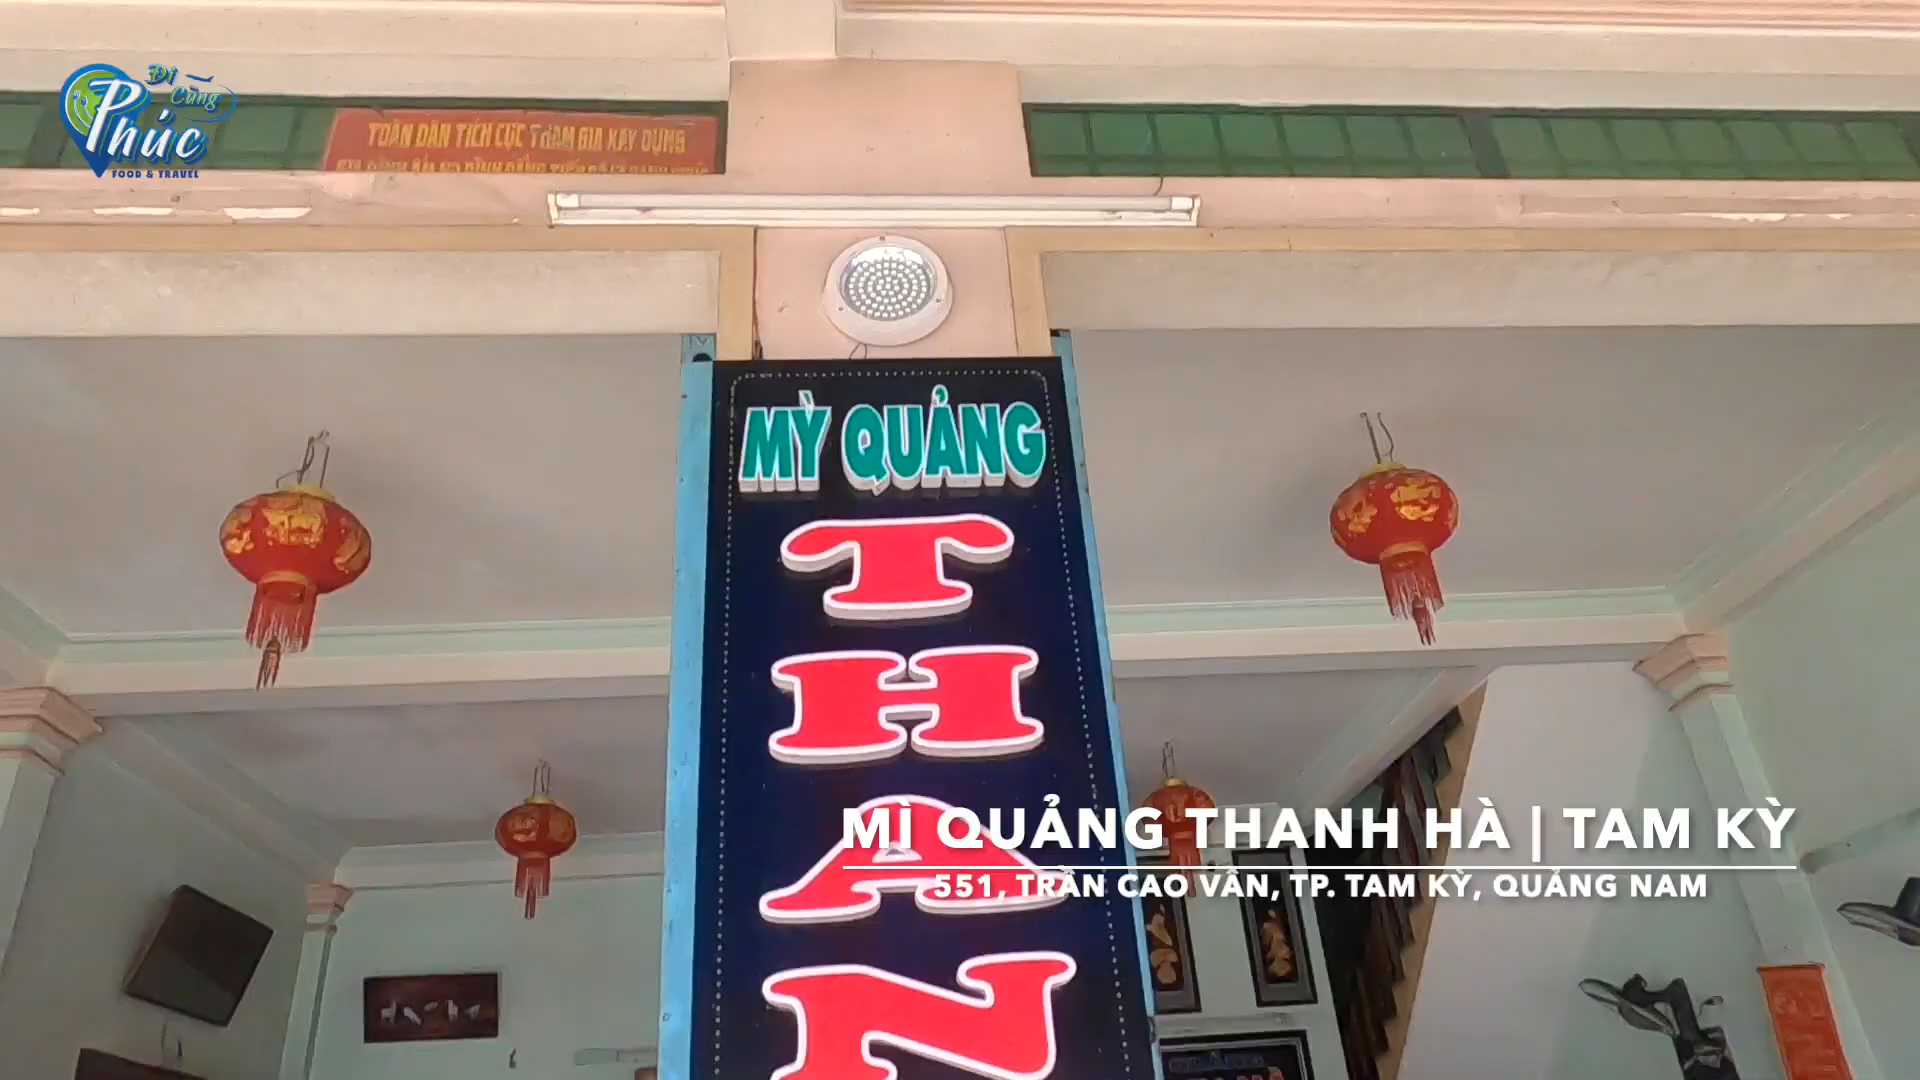 Đi Cùng
Phúc
FOOD & TRAVEL
TOÀN DÂN TÍCH CỰC THAM GIA XÂY DỰNG
MỲ QUẢNG
T
H
A
N
MÌ QUẢNG THANH HÀ | TAM KỲ
551, TRẦN CAO VÂN, TP. TAM KỲ, QUẢNG NAM